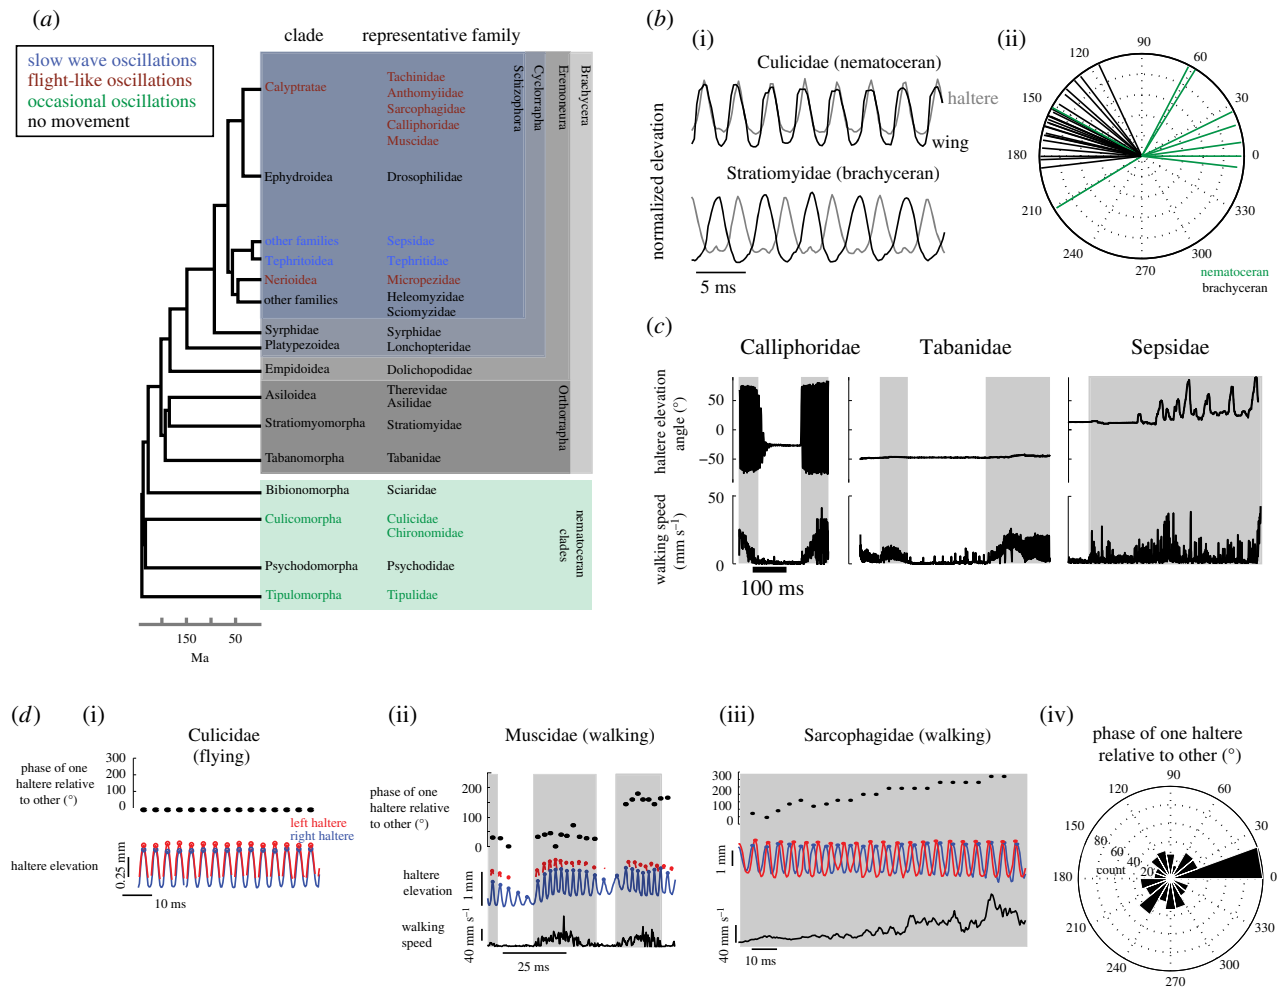 (a)
slow wave oscillations
flight-like oscillations
occasional oscillations
no movement
clade representative family
Calyptratae
Tachinidae
Anthomyiidae
Sarcophagidae
Calliphoridae
Muscidae
Ephydroidea Drosophilidae
other families Sepsidae
Tephritoidea Tephritidae
Nerioidea Micropezidae
other families Heleomyzidae
Sciomyzidae
Syrphidae Syrphidae
Platypezoidea Lonchopteridae
Empidoidea Dolichopodidae
Asiloidea Therevidae
Asilidae
Stratiomyomorpha Stratiomyidae
Tabanomorpha Tabanidae
Bibionomorpha Sciaridae
Culicomorpha Culicidae
Chironomidae
Psychodomorpha Psychodidae
Tipulomorpha Tipulidae
Schizophora
Cyclorrapha
Eremoneura
Brachycera
Orthorrapha
nematoceran
clades
150 50
Ma
(b)
(i)
normalized elevation
Culicidae (nematoceran)
haltere
wing
Stratiomyidae (brachyceran)
5 ms
(ii)
90
60
30
0
330
300
270
240
210
180
150
120
nematoceran
brachyceran
(c)
Calliphoridae Tabanidae Sepsidae
haltere elevation
angle (°)
50
0
−50
walking speed
(mm s−1)
50
0
100 ms
(d)
(i)
Culicidae
(flying)
phase of one
haltere relative
to other (°)
300
200
100
0
left haltere
right haltere
haltere elevation
0.25 mm
10 ms
(ii)
Muscidae (walking)
phase of one
haltere relative
to other (°)
200
100
0
haltere
elevation
1 mm
walking
speed
40 mm s−1
25 ms
(iii)
Sarcophagidae (walking)
300
200
100
0
1 mm
40 mm s−1
10 ms
(iv)
phase of one haltere
relative to other (°)
90
60
30
0
330
300
270
240
210
180
150
120
80
60
40
20
count